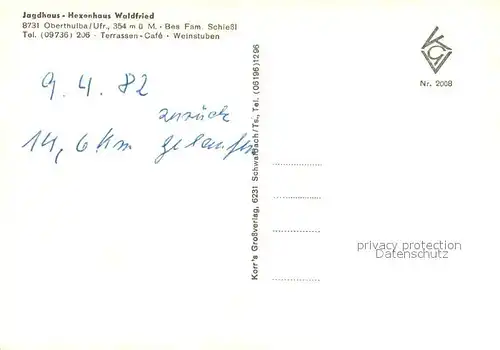 Jagdhaus - Hexenhaus Waldfried
8731 Oberthulba/Ufr., 354 m ü M. · Bes Fam. Schießl
Tel. (09736) 206 · Terrassen-Café · Weinstuben
Nr. 2008
9. 4. 82
zurück
14, 6 Km gelaufen
Korr's Großverlag, 6231 Schwalbach/Ts., Tel. (06196) 1296
privacy protection
Datenschutz